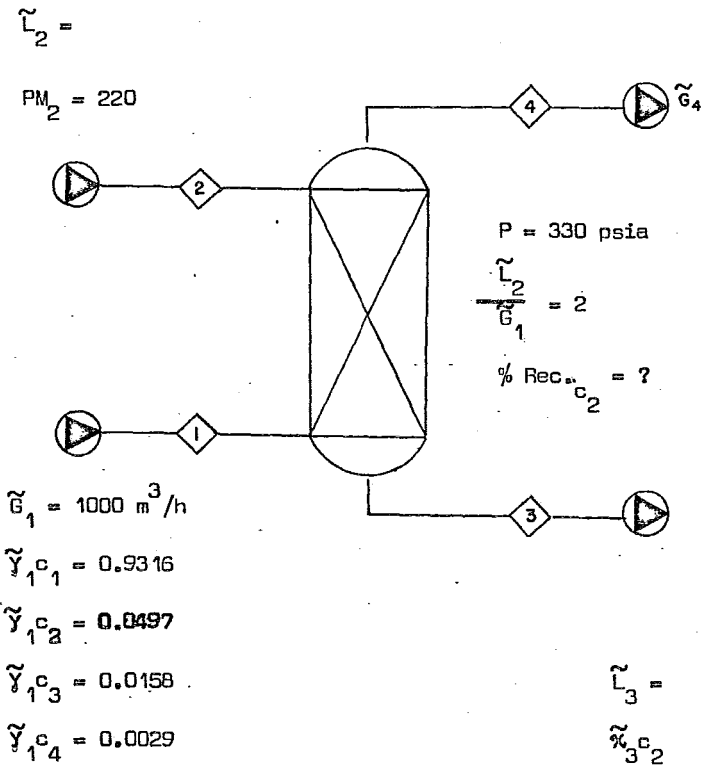 L̃₂ =
PM₂ = 220
4
G̃₄
2
P = 330 psia
L̃₂ / G̃₁ = 2
% Rec. c₂ = ?
1
G̃₁ = 1000 m³/h
3
Ỹ₁c₁ = 0.9316
Ỹ₁c₂ = 0.0497
Ỹ₁c₃ = 0.0158
L̃₃ =
Ỹ₁c₄ = 0.0029
x̃₃c₂